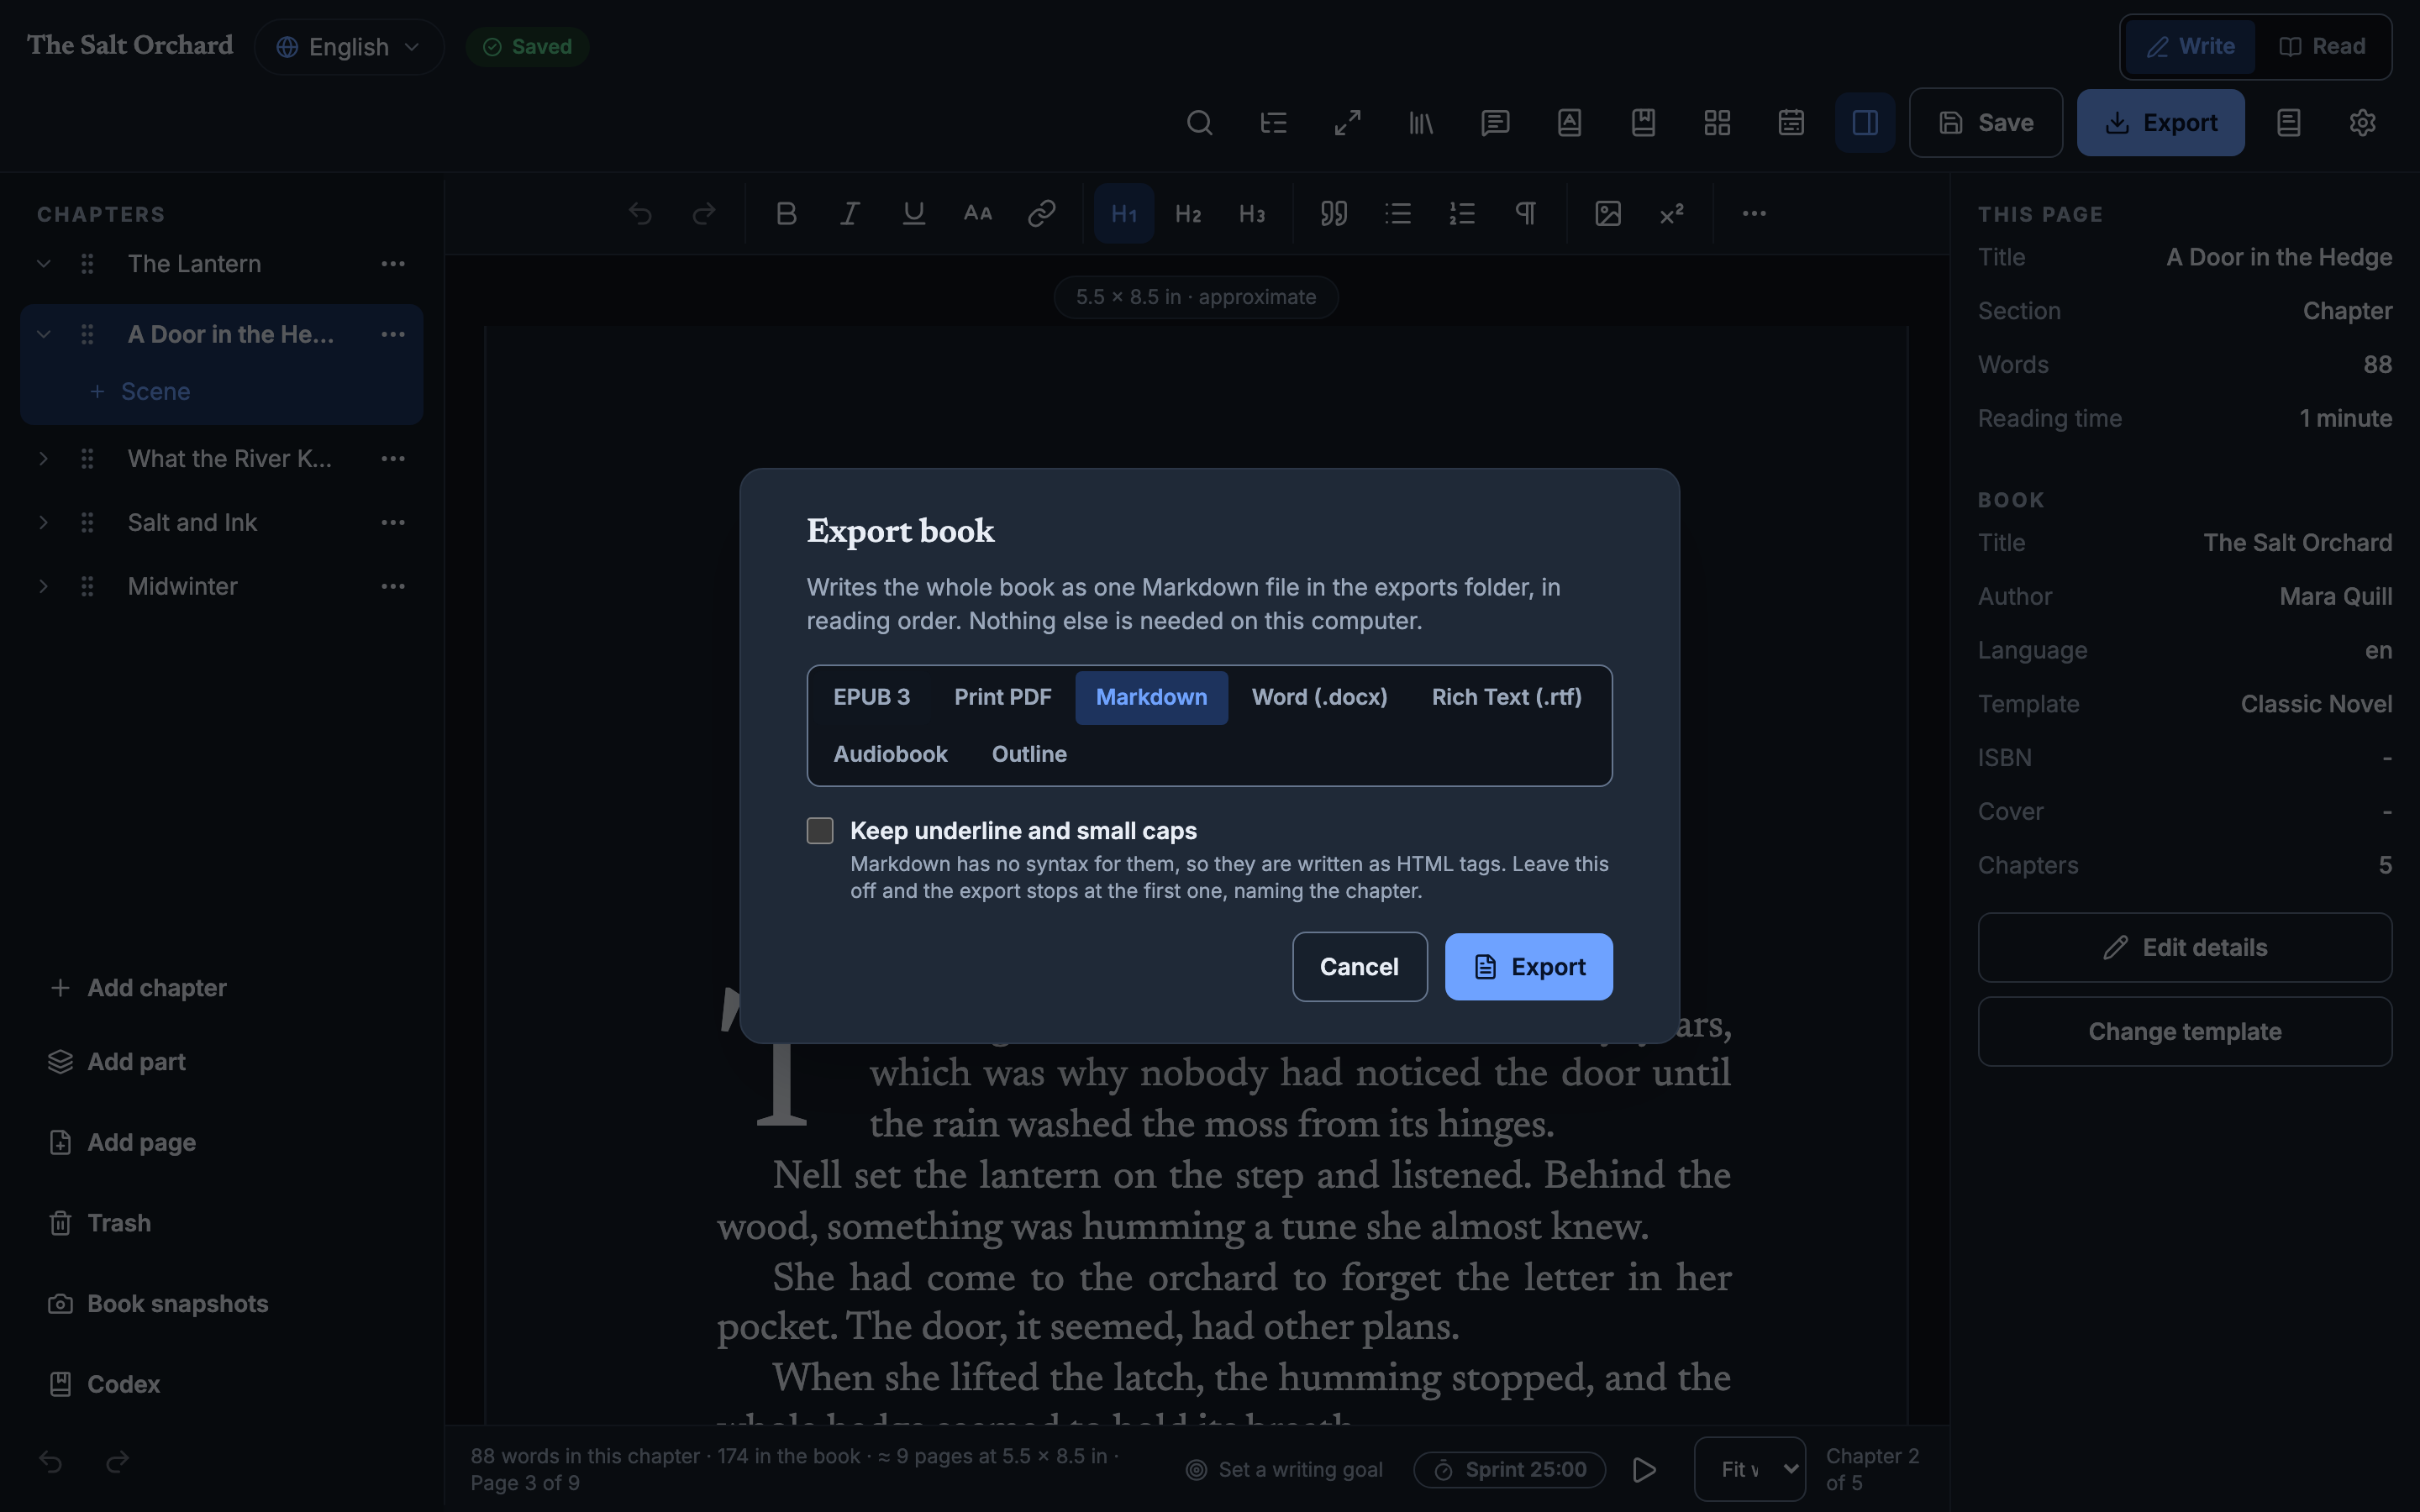 The Salt Orchard
English
Saved
Write
Read
Save
Export
CHAPTERS
The Lantern
A Door in the He...
+ Scene
What the River K...
Salt and Ink
Midwinter
Add chapter
Add part
Add page
Trash
Book snapshots
Codex
B I U AA H1 H2 H3 x²
5.5 × 8.5 in · approximate
Export book
Writes the whole book as one Markdown file in the exports folder, in
reading order. Nothing else is needed on this computer.
EPUB 3 Print PDF Markdown Word (.docx) Rich Text (.rtf)
Audiobook Outline
Keep underline and small caps
Markdown has no syntax for them, so they are written as HTML tags. Leave this
off and the export stops at the first one, naming the chapter.
Cancel Export
which was why nobody had noticed the door until
the rain washed the moss from its hinges.
Nell set the lantern on the step and listened. Behind the
wood, something was humming a tune she almost knew.
She had come to the orchard to forget the letter in her
pocket. The door, it seemed, had other plans.
When she lifted the latch, the humming stopped, and the
88 words in this chapter · 174 in the book · ≈ 9 pages at 5.5 × 8.5 in ·
Page 3 of 9
Set a writing goal
Sprint 25:00
Fit
Chapter 2
of 5
THIS PAGE
Title A Door in the Hedge
Section Chapter
Words 88
Reading time 1 minute
BOOK
Title The Salt Orchard
Author Mara Quill
Language en
Template Classic Novel
ISBN -
Cover -
Chapters 5
Edit details
Change template